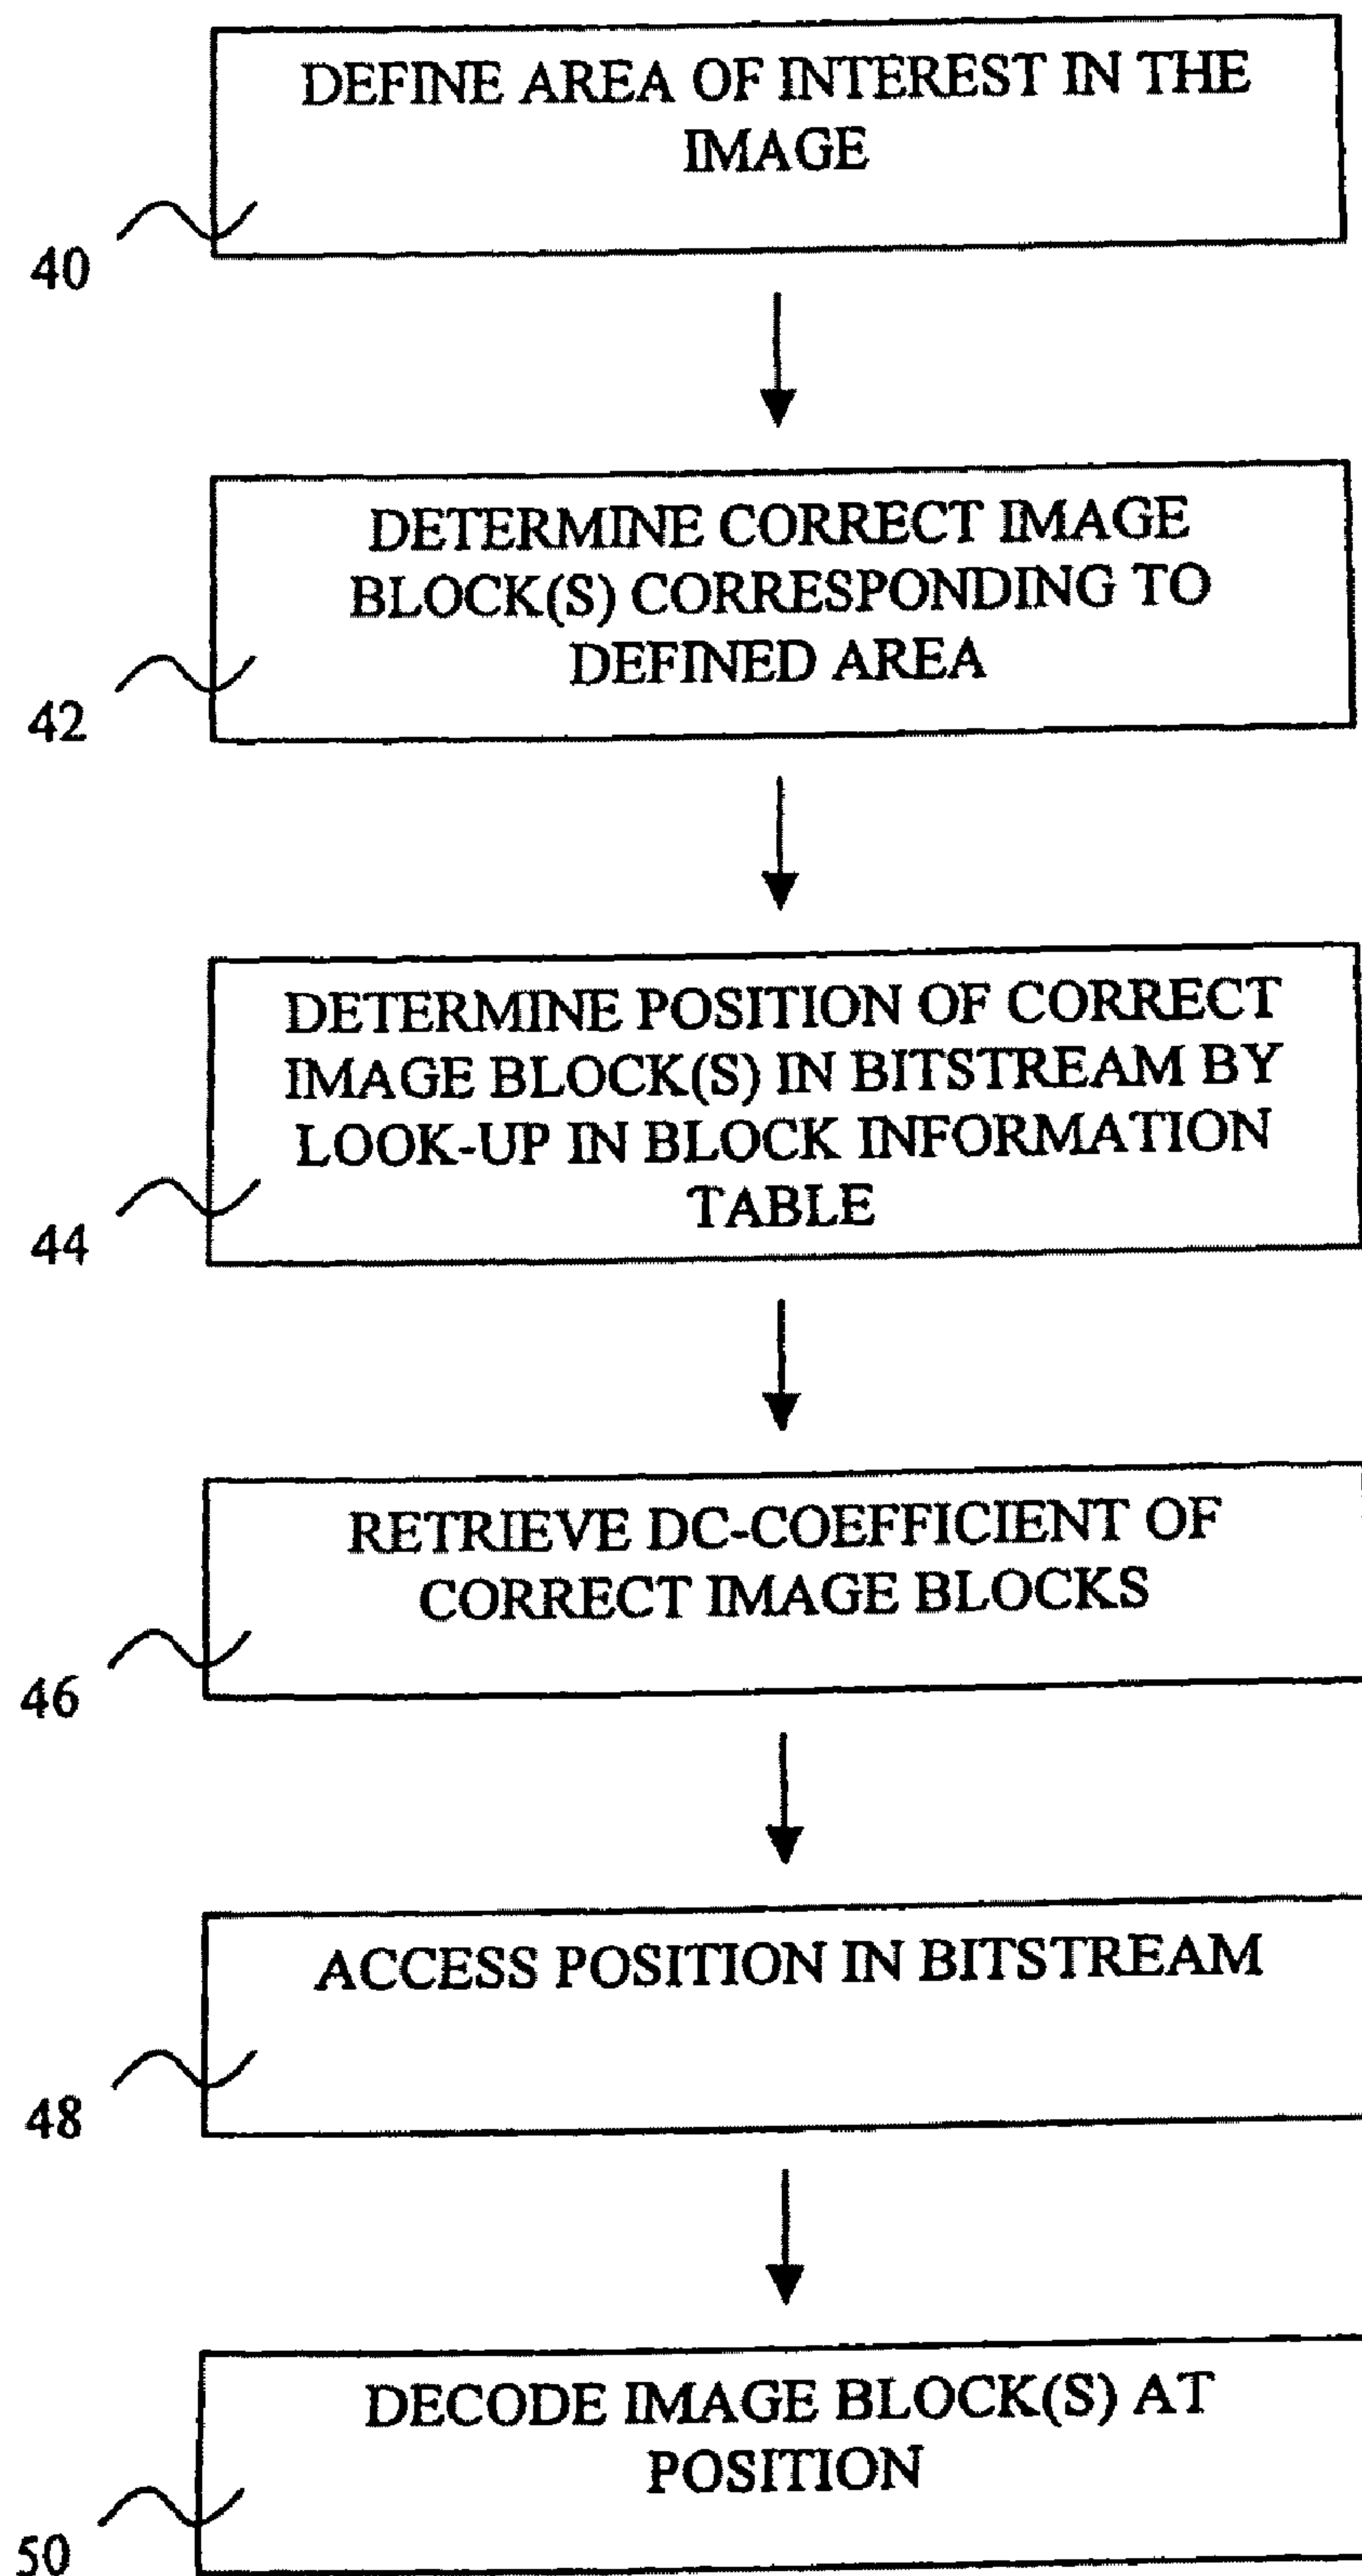 DEFINE AREA OF INTEREST IN THE
IMAGE
40
DETERMINE CORRECT IMAGE
BLOCK(S) CORRESPONDING TO
DEFINED AREA
42
DETERMINE POSITION OF CORRECT
IMAGE BLOCK(S) IN BITSTREAM BY
LOOK-UP IN BLOCK INFORMATION
TABLE
44
RETRIEVE DC-COEFFICIENT OF
CORRECT IMAGE BLOCKS
46
ACCESS POSITION IN BITSTREAM
48
DECODE IMAGE BLOCK(S) AT
POSITION
50